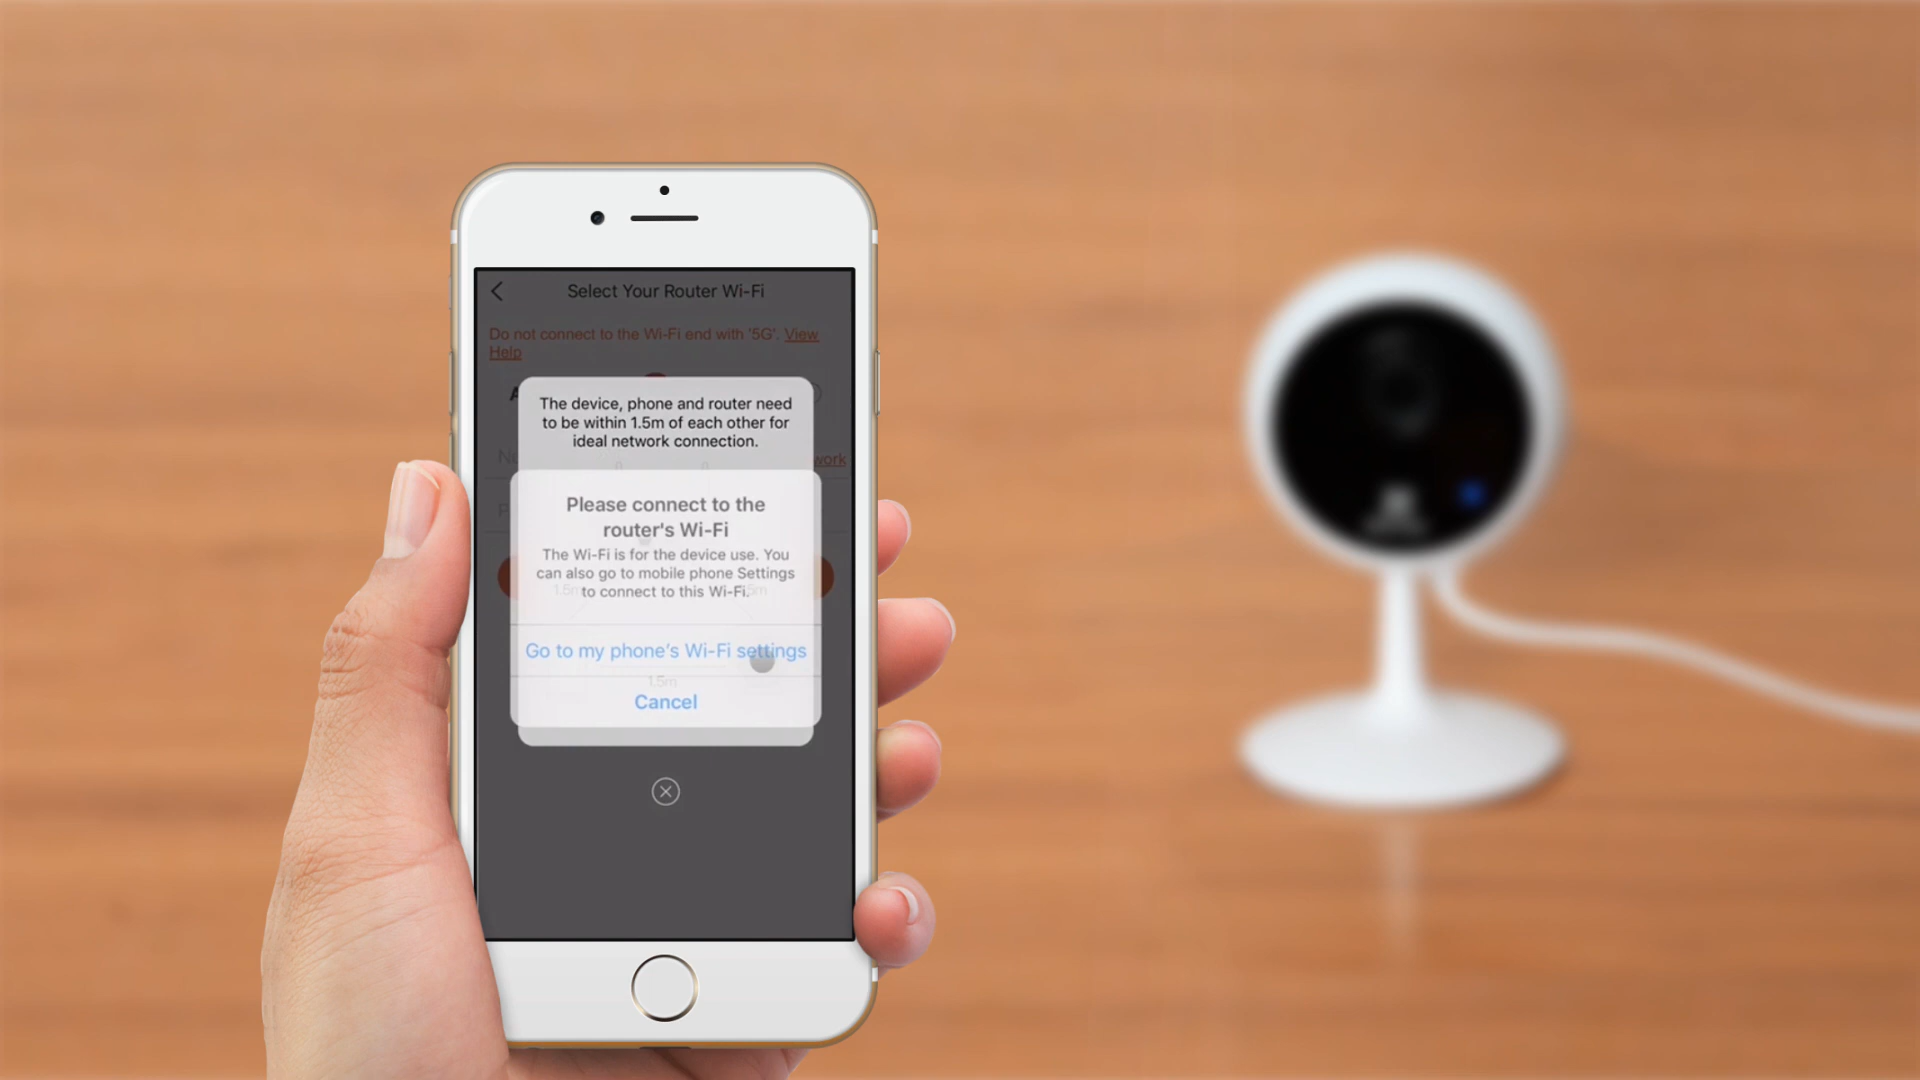 Select Your Router Wi-Fi
Do not connect to the Wi-Fi end with '5G'. View
Help
A
The device, phone and router need
to be within 1.5m of each other for
ideal network connection.
work
Please connect to the
router's Wi-Fi
The Wi-Fi is for the device use. You
can also go to mobile phone Settings
to connect to this Wi-Fi.
Go to my phone's Wi-Fi settings
1.5m
Cancel